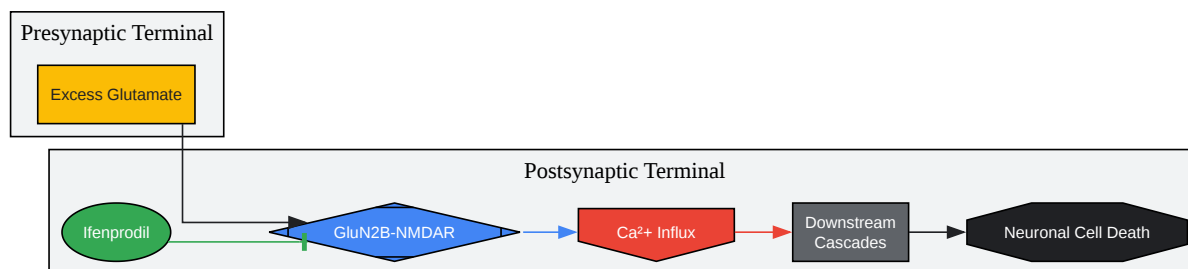 Presynaptic Terminal
Excess Glutamate
Postsynaptic Terminal
Ifenprodil
GluN2B-NMDAR
Ca²+ Influx
Downstream
Cascades
Neuronal Cell Death